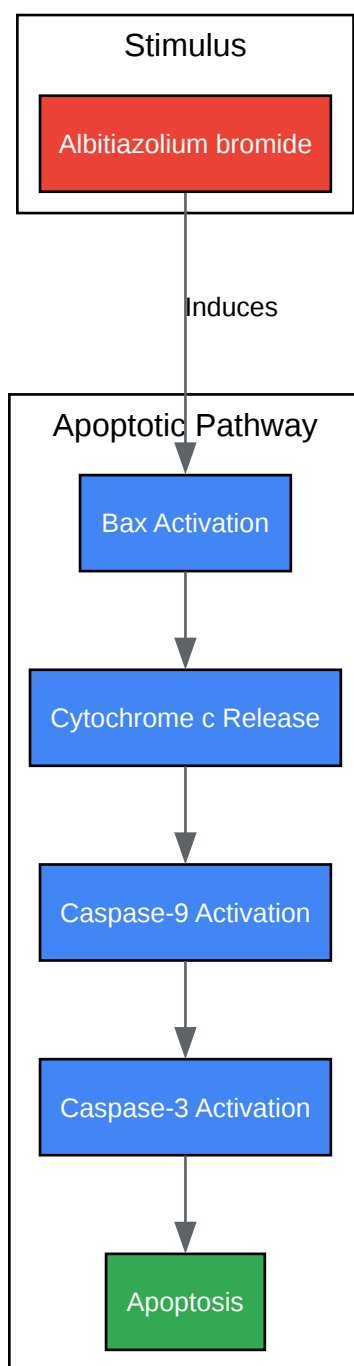 Stimulus
Albitiazolium bromide
Induces
Apoptotic Pathway
Bax Activation
Cytochrome c Release
Caspase-9 Activation
Caspase-3 Activation
Apoptosis